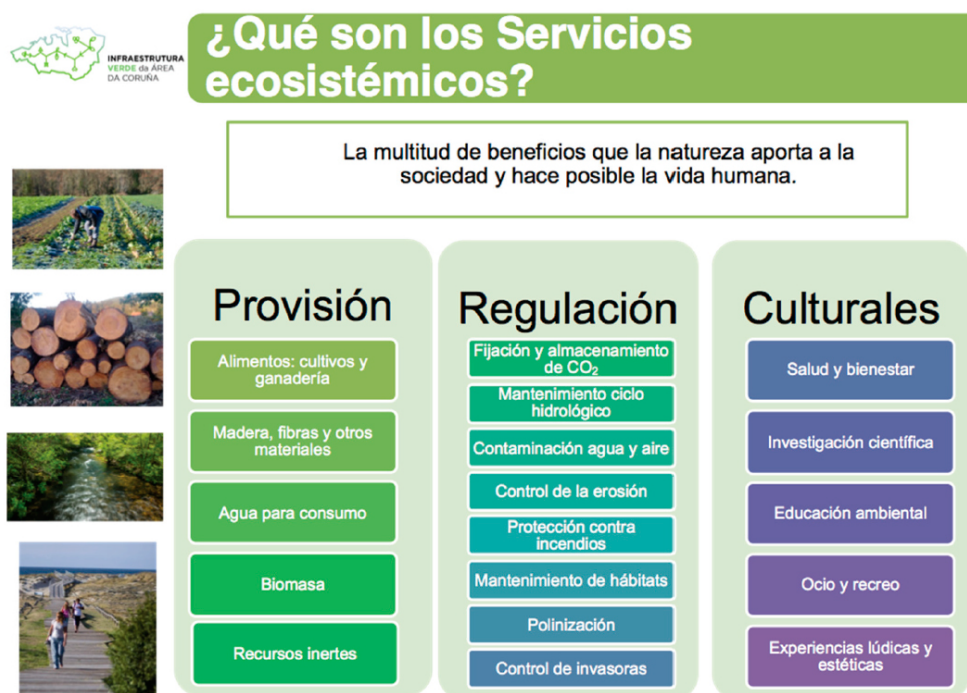 INFRAESTRUTURA
VERDE da ÁREA
DA CORUÑA
¿Qué son los Servicios
ecosistémicos?
La multitud de beneficios que la naturaleza aporta a la
sociedad y hace posible la vida humana.
Provisión
Alimentos: cultivos y
ganadería
Madera, fibras y otros
materiales
Agua para consumo
Biomasa
Recursos inertes
Regulación
Fijación y almacenamiento
de CO₂
Mantenimiento ciclo
hidrológico
Contaminación agua y aire
Control de la erosión
Protección contra
incendios
Mantenimiento de hábitats
Polinización
Control de invasoras
Culturales
Salud y bienestar
Investigación científica
Educación ambiental
Ocio y recreo
Experiencias lúdicas y
estéticas